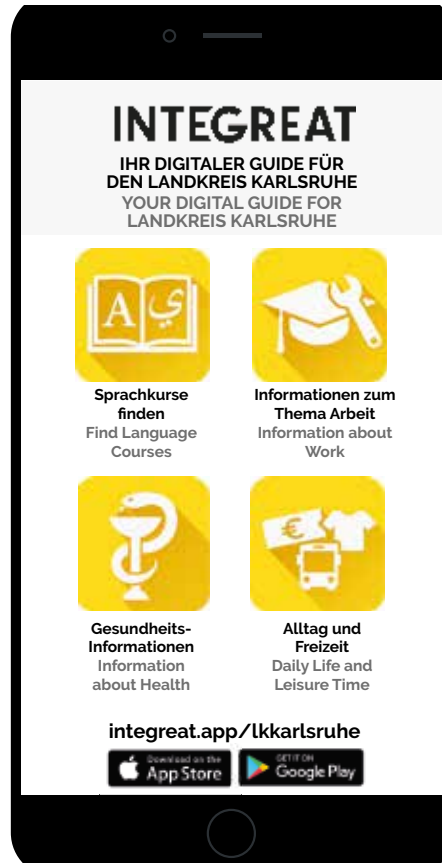 INTEGREAT
IHR DIGITALER GUIDE FÜR
DEN LANDKREIS KARLSRUHE
YOUR DIGITAL GUIDE FOR
LANDKREIS KARLSRUHE
A ي
Sprachkurse
finden
Find Language
Courses
Informationen zum
Thema Arbeit
Information about
Work
€
Gesundheits-
Informationen
Information
about Health
Alltag und
Freizeit
Daily Life and
Leisure Time
integreat.app/lkkarlsruhe
Download on the
App Store
GET IT ON
Google Play